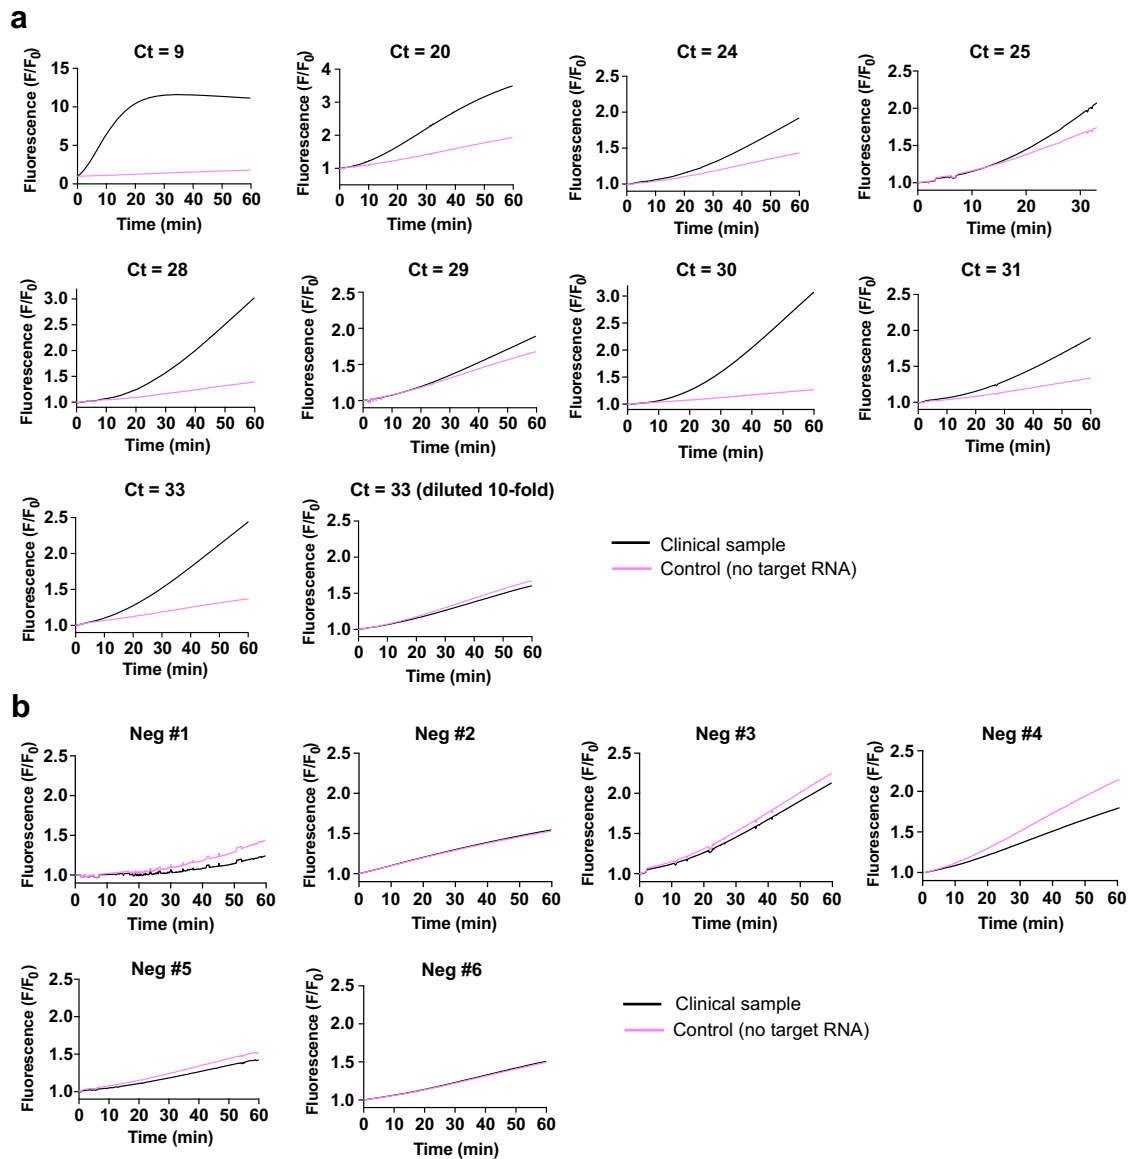 a
Ct = 9
Fluorescence (F/F0)
15
10
5
0
0 10 20 30 40 50 60
Time (min)
Ct = 20
Fluorescence (F/F0)
4
3
2
1
0 10 20 30 40 50 60
Time (min)
Ct = 24
Fluorescence (F/F0)
2.5
2.0
1.5
1.0
0 10 20 30 40 50 60
Time (min)
Ct = 25
Fluorescence (F/F0)
2.5
2.0
1.5
1.0
0 10 20 30
Time (min)
Ct = 28
Fluorescence (F/F0)
3.0
2.5
2.0
1.5
1.0
0 10 20 30 40 50 60
Time (min)
Ct = 29
Fluorescence (F/F0)
2.5
2.0
1.5
1.0
0 10 20 30 40 50 60
Time (min)
Ct = 30
Fluorescence (F/F0)
3.0
2.5
2.0
1.5
1.0
0 10 20 30 40 50 60
Time (min)
Ct = 31
Fluorescence (F/F0)
2.5
2.0
1.5
1.0
0 10 20 30 40 50 60
Time (min)
Ct = 33
Fluorescence (F/F0)
2.5
2.0
1.5
1.0
0 10 20 30 40 50 60
Time (min)
Ct = 33 (diluted 10-fold)
Fluorescence (F/F0)
2.5
2.0
1.5
1.0
0 10 20 30 40 50 60
Time (min)
Clinical sample
Control (no target RNA)
b
Neg #1
Fluorescence (F/F0)
2.5
2.0
1.5
1.0
0 10 20 30 40 50 60
Time (min)
Neg #2
Fluorescence (F/F0)
2.5
2.0
1.5
1.0
0 10 20 30 40 50 60
Time (min)
Neg #3
Fluorescence (F/F0)
2.5
2.0
1.5
1.0
0 10 20 30 40 50 60
Time (min)
Neg #4
Fluorescence (F/F0)
2.5
2.0
1.5
1.0
0 10 20 30 40 50 60
Time (min)
Neg #5
Fluorescence (F/F0)
2.5
2.0
1.5
1.0
0 10 20 30 40 50 60
Time (min)
Neg #6
Fluorescence (F/F0)
2.5
2.0
1.5
1.0
0 10 20 30 40 50 60
Time (min)
Clinical sample
Control (no target RNA)